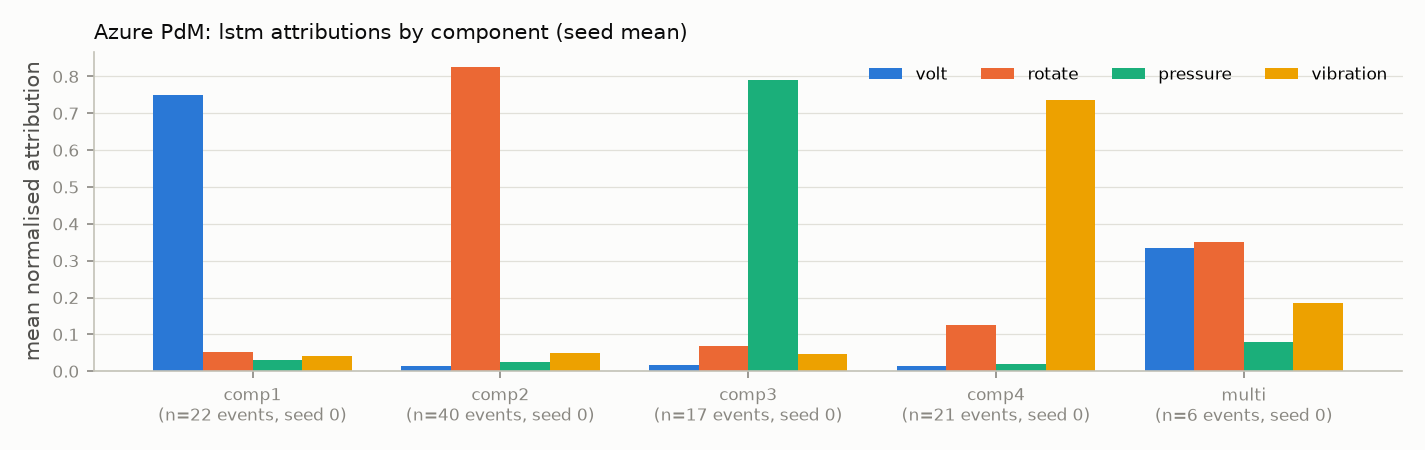 Azure PdM: lstm attributions by component (seed mean)
volt rotate pressure vibration
mean normalised attribution
0.8
0.7
0.6
0.5
0.4
0.3
0.2
0.1
0.0
comp1 comp2 comp3 comp4 multi
(n=22 events, seed 0) (n=40 events, seed 0) (n=17 events, seed 0) (n=21 events, seed 0) (n=6 events, seed 0)